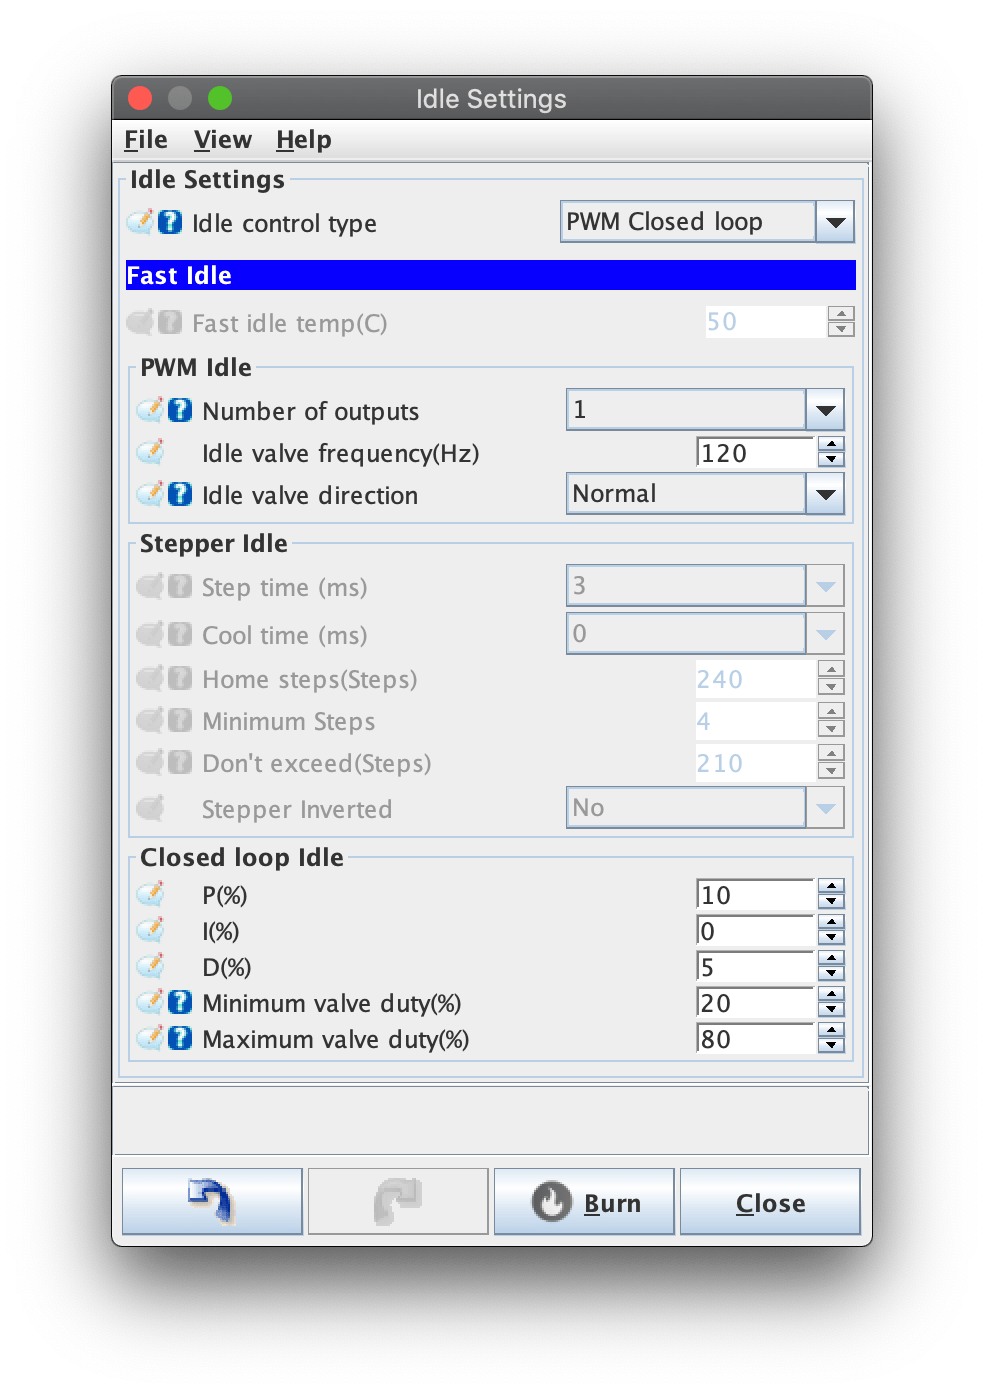 Idle Settings
File View Help
Idle Settings
? Idle control type PWM Closed loop
Fast Idle
? Fast idle temp(C) 50
PWM Idle
? Number of outputs 1
Idle valve frequency(Hz) 120
? Idle valve direction Normal
Stepper Idle
? Step time (ms) 3
? Cool time (ms) 0
? Home steps(Steps) 240
? Minimum Steps 4
? Don't exceed(Steps) 210
Stepper Inverted No
Closed loop Idle
P(%) 10
I(%) 0
D(%) 5
? Minimum valve duty(%) 20
? Maximum valve duty(%) 80
Burn Close